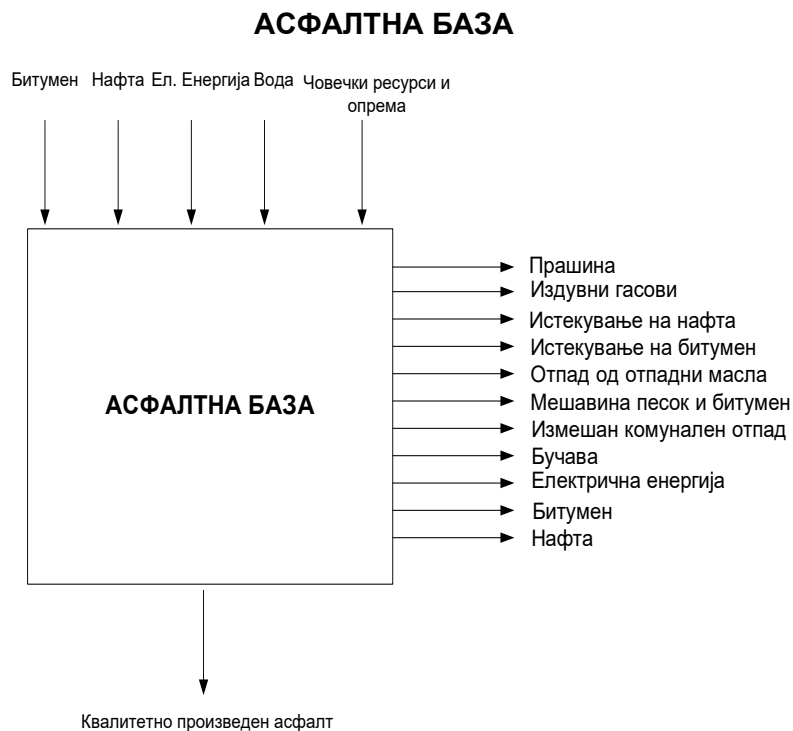 АСФАЛТНА БАЗА
Битумен Нафта Ел. Енергија Вода Човечки ресурси и
опрема
Прашина
Издувни гасови
Истекување на нафта
Истекување на битумен
Отпад од отпадни масла
Мешавина песок и битумен
Измешан комунален отпад
Бучава
Електрична енергија
Битумен
Нафта
АСФАЛТНА БАЗА
Квалитетно произведен асфалт